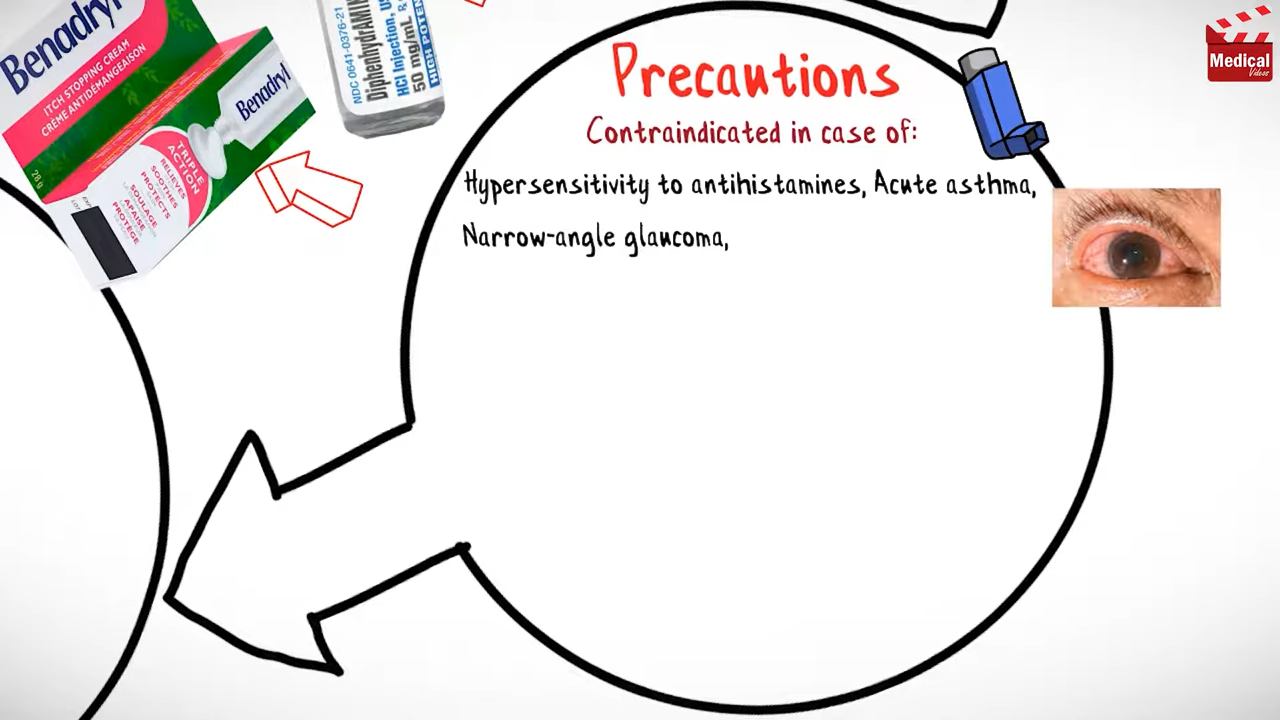 Benadryl
ITCH STOPPING CREAM
CRÈME ANTIDÉMANGEAISON
Benadryl
TRIPLE
ACTION
RELIEVES
SOOTHES
PROTECTS
SOULAGE
APAISE
PROTÈGE
28 g
NDC 0641-0376-21
HCl Injection,
50 mg/mL
Precautions
Contraindicated in case of:
Hypersensitivity to antihistamines, Acute asthma,
Narrow-angle glaucoma,
Medical
Videos